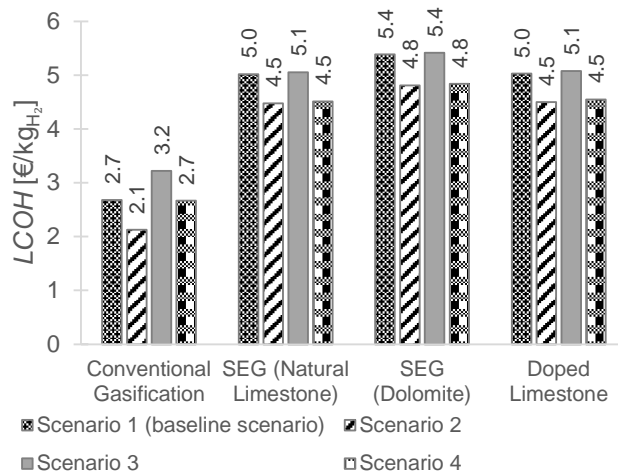 LCOH [€/kgH2]
6
5
4
3
2
1
0
2.7
2.1
3.2
2.7
5.0
4.5
5.1
4.5
5.4
4.8
5.4
4.8
5.0
4.5
5.1
4.5
Conventional
Gasification
SEG (Natural
Limestone)
SEG
(Dolomite)
Doped
Limestone
Scenario 1 (baseline scenario)
Scenario 2
Scenario 3
Scenario 4